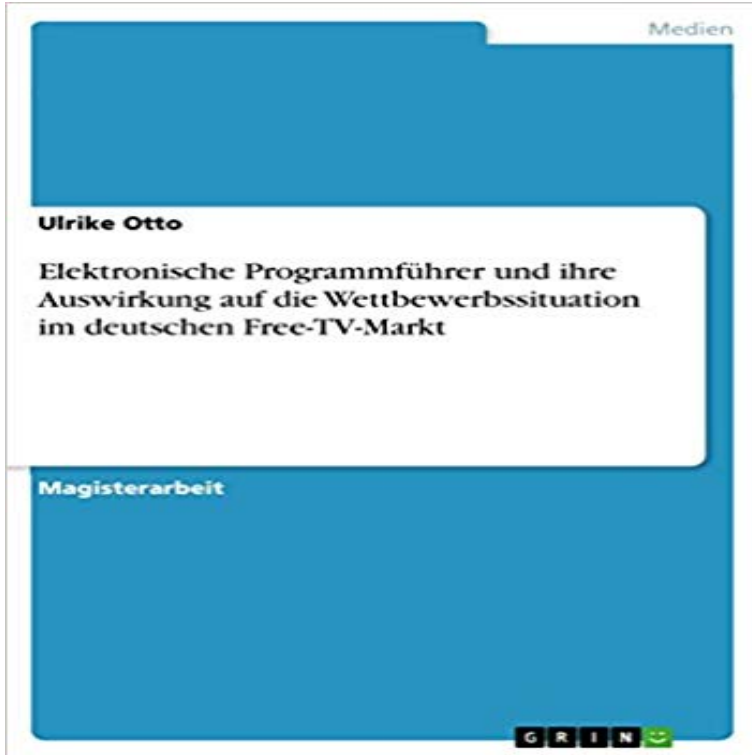 Medien
Ulrike Otto
Elektronische Programmführer und ihre
Auswirkung auf die Wettbewerbssituation
im deutschen Free-TV-Markt
Magisterarbeit
GRIN